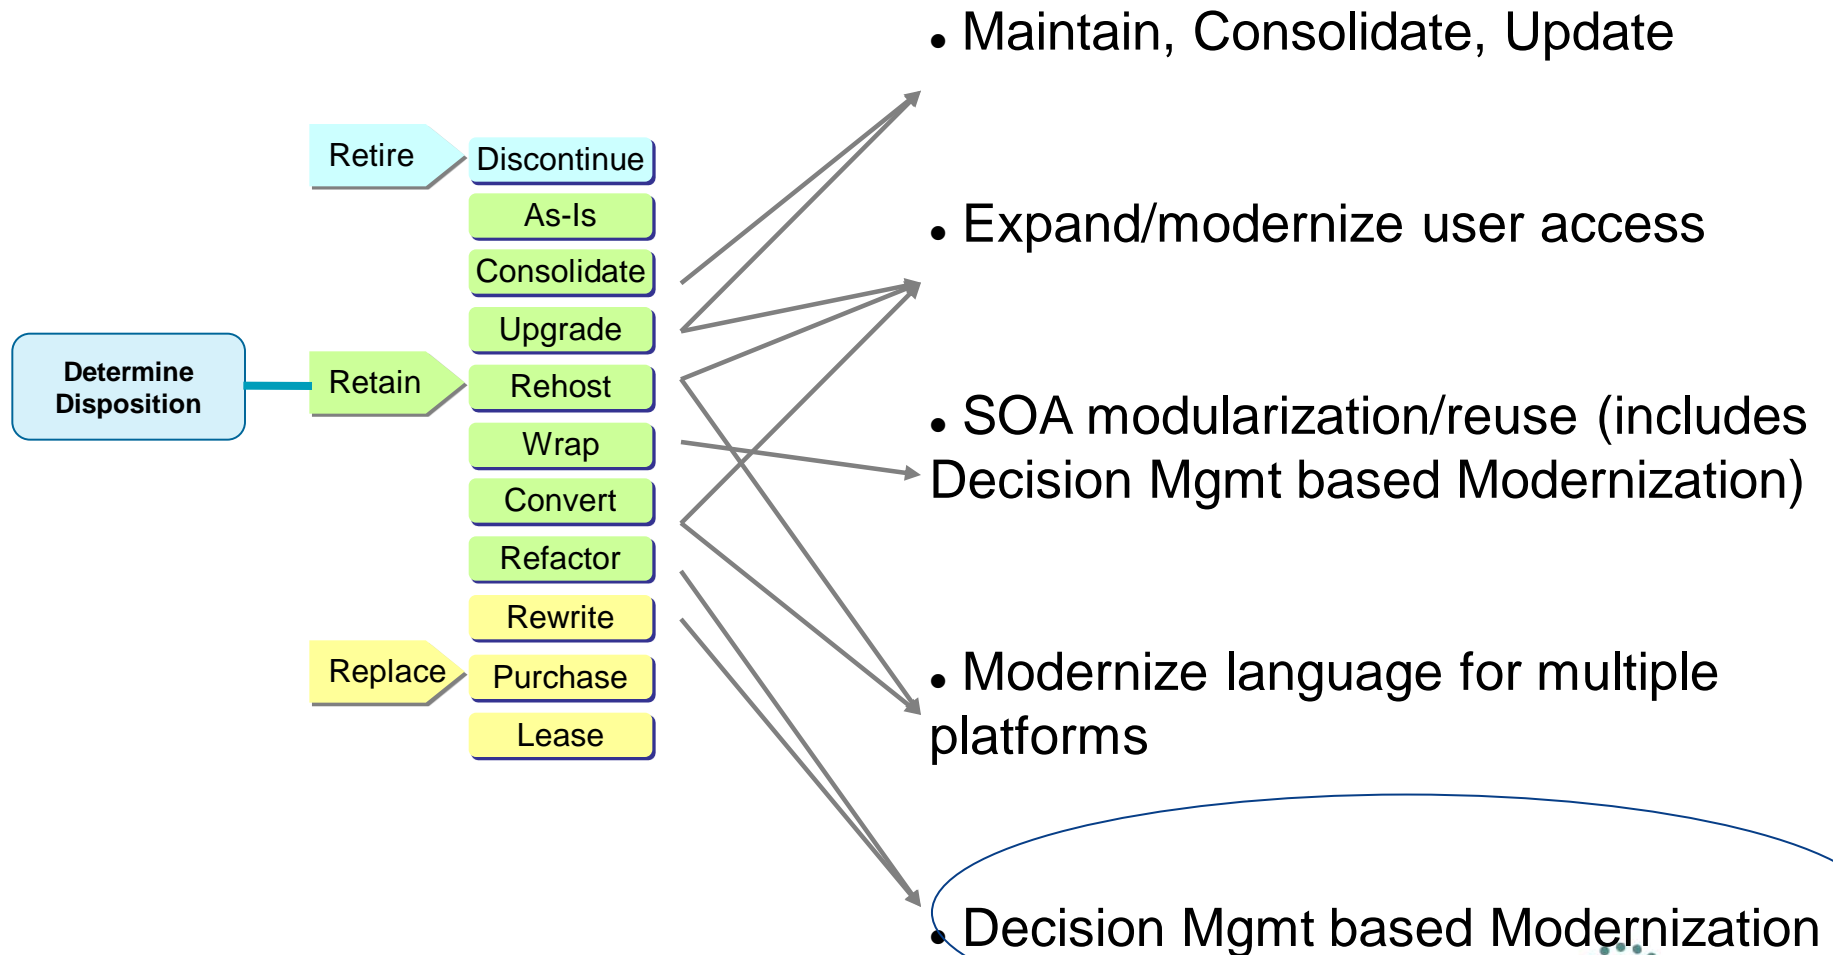 • Maintain, Consolidate, Update
Retire
Discontinue
As-Is
Consolidate
Upgrade
Rehost
Wrap
Convert
Refactor
Rewrite
Purchase
Lease
Determine
Disposition
Retain
Replace
• Expand/modernize user access
• SOA modularization/reuse (includes
Decision Mgmt based Modernization)
• Modernize language for multiple
platforms
• Decision Mgmt based Modernization